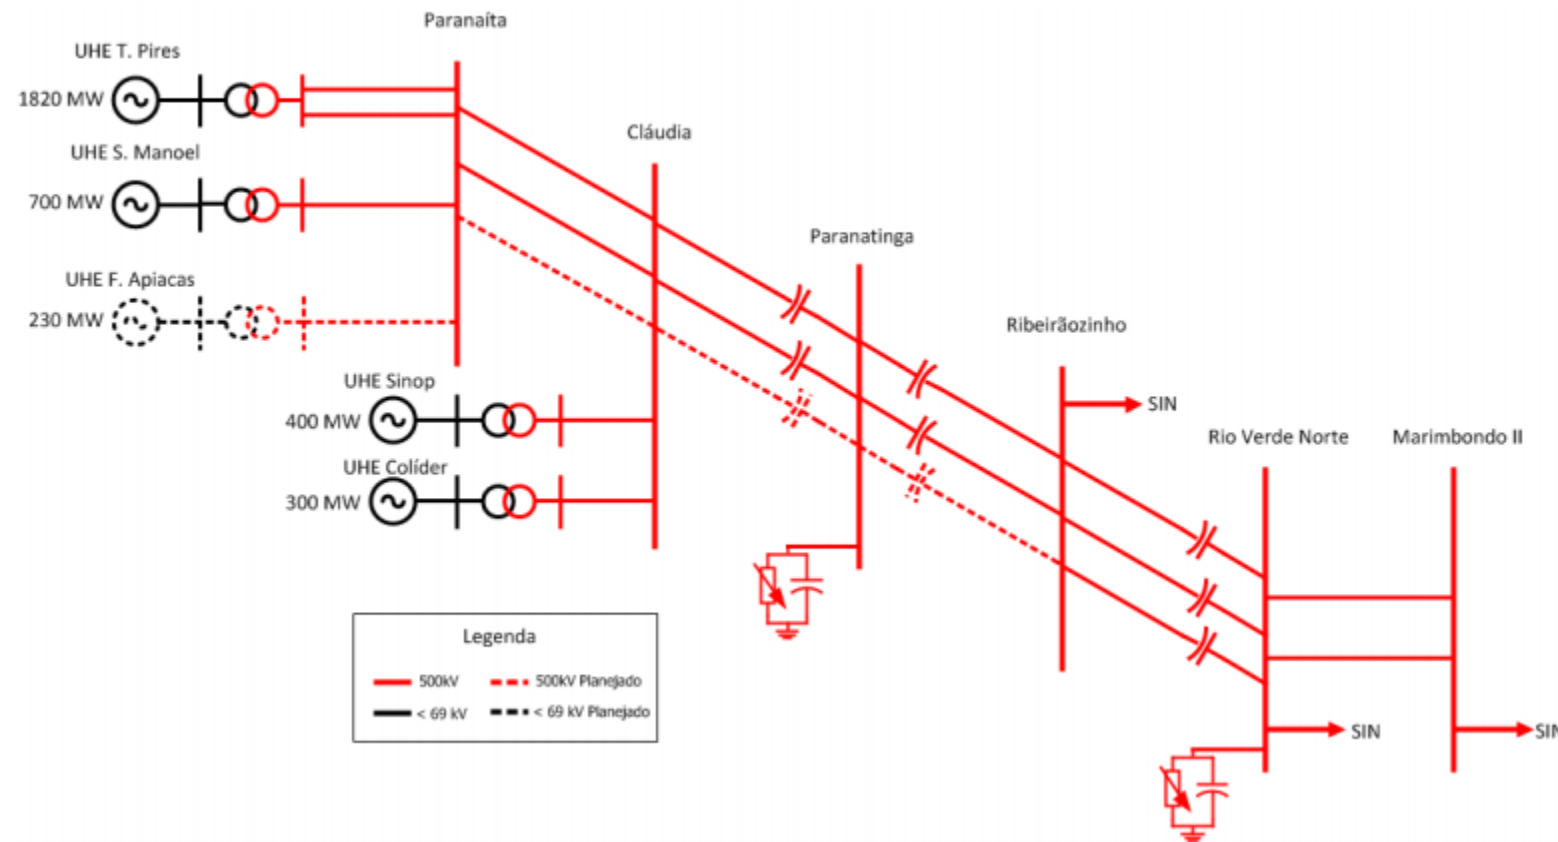 Paranaíta
UHE T. Pires
1820 MW
Cláudia
UHE S. Manoel
700 MW
Paranatinga
UHE F. Apiacas
230 MW
Ribeirãozinho
UHE Sinop
SIN
400 MW
Rio Verde Norte
Marimbondo II
UHE Colíder
300 MW
Legenda
500kV
500kV Planejado
< 69 kV
< 69 kV Planejado
SIN
SIN